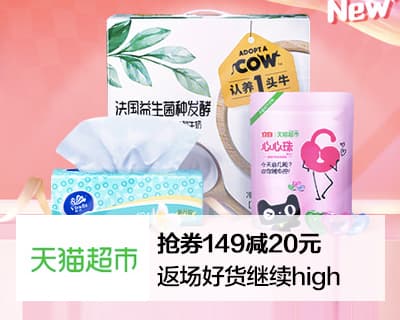 New
ADOPT A
COW
认养1头牛
法国益生菌种发酵
天猫超市
心心珠
Vinda
天猫超市
抢券149减20元
返场好货继续high